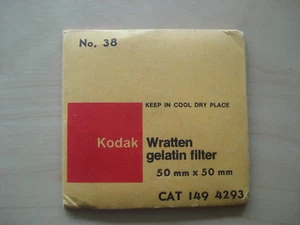 No. 38
KEEP IN COOL DRY PLACE
Kodak Wratten
gelatin filter
50 mm x 50 mm
CAT 149 4293